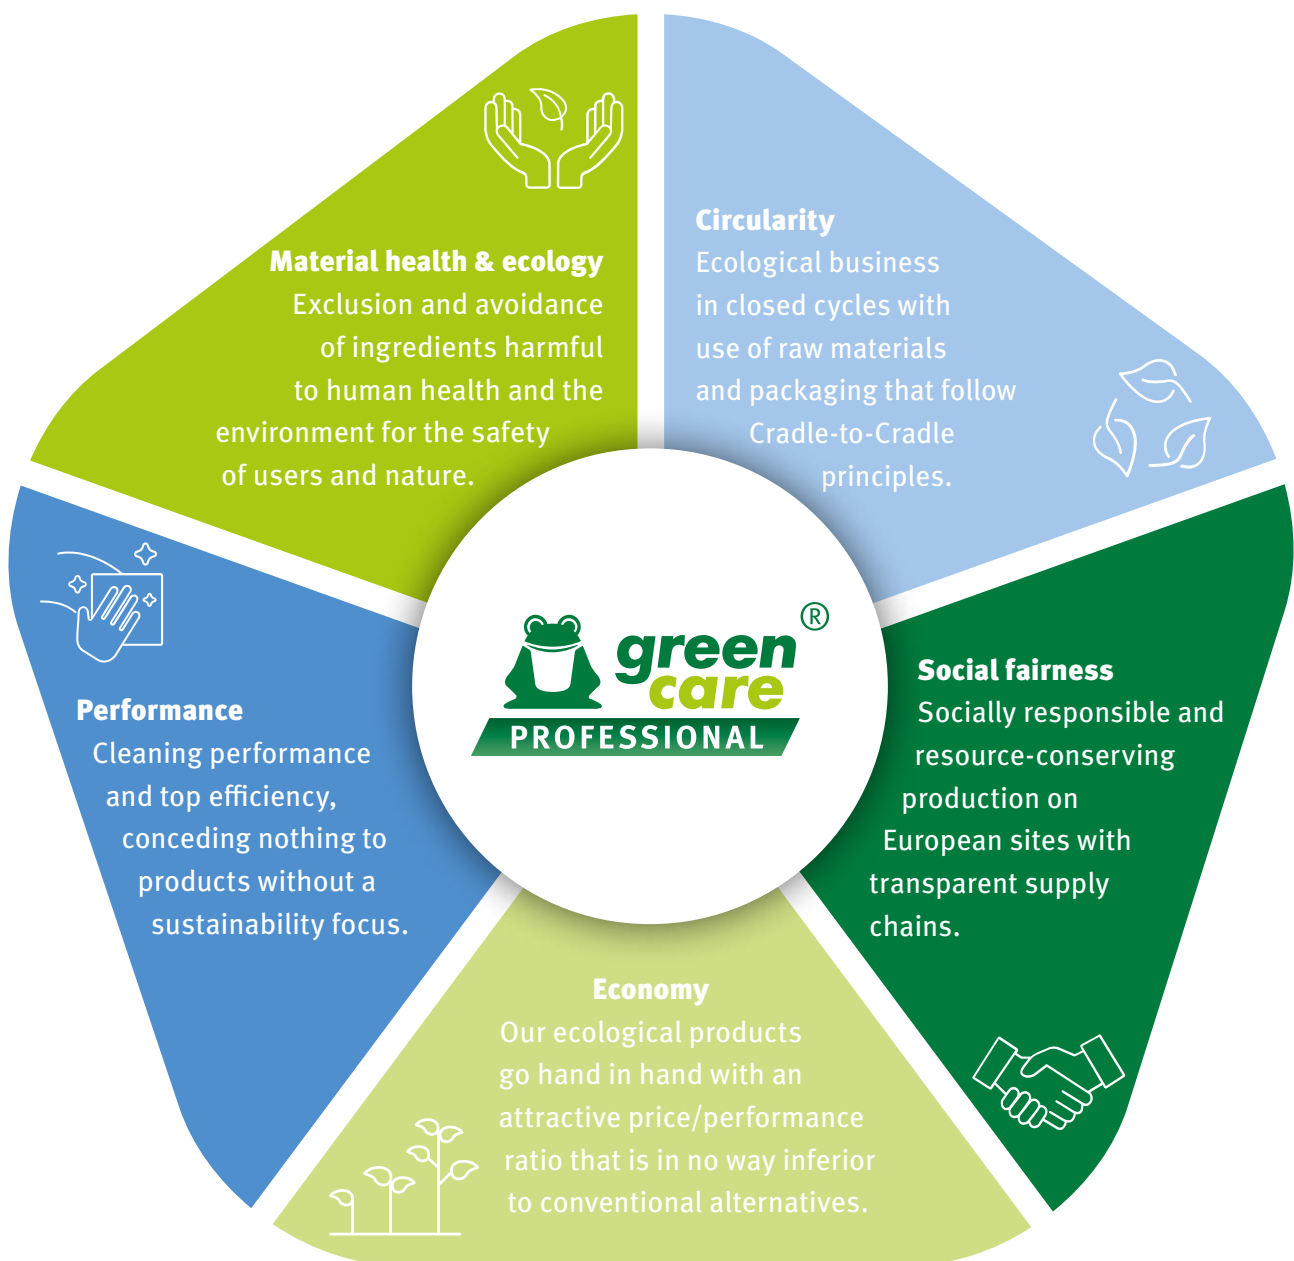 Material health & ecology
Exclusion and avoidance
of ingredients harmful
to human health and the
environment for the safety
of users and nature.
Circularity
Ecological business
in closed cycles with
use of raw materials
and packaging that follow
Cradle-to-Cradle
principles.
Social fairness
Socially responsible and
resource-conserving
production on
European sites with
transparent supply
chains.
Economy
Our ecological products
go hand in hand with an
attractive price/performance
ratio that is in no way inferior
to conventional alternatives.
Performance
Cleaning performance
and top efficiency,
conceding nothing to
products without a
sustainability focus.
green ®
care
PROFESSIONAL